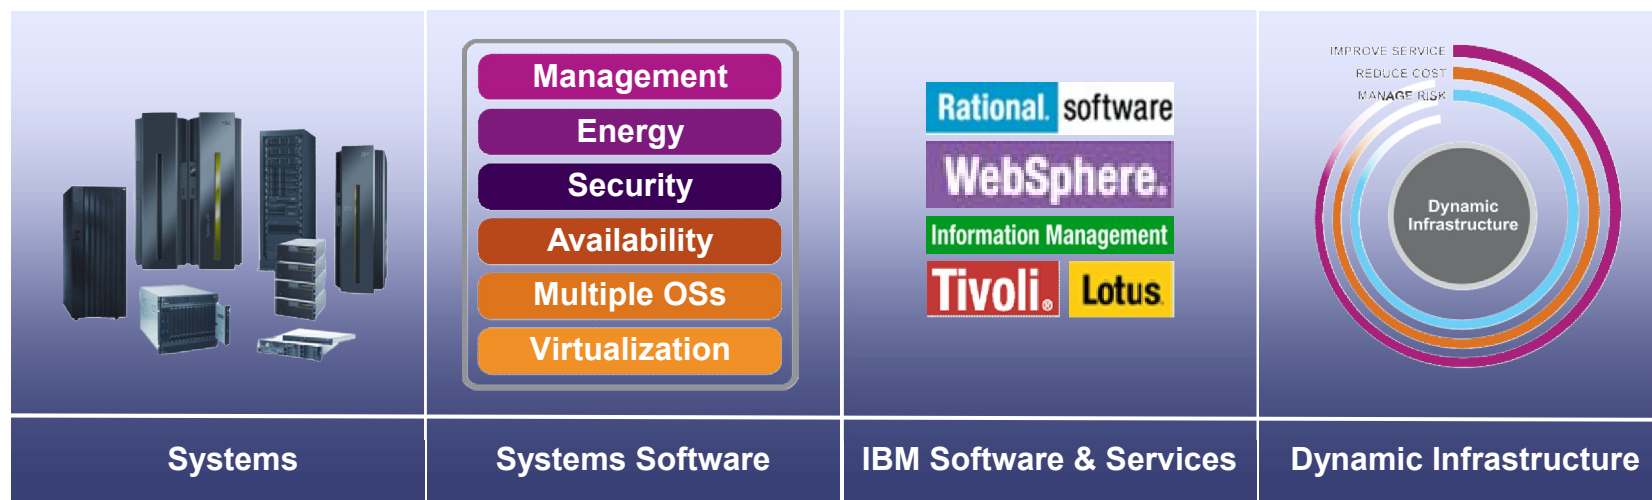 Management
Energy
Security
Availability
Multiple OSs
Virtualization
Rational. software
WebSphere.
Information Management
Tivoli® Lotus
IMPROVE SERVICE
REDUCE COST
MANAGE RISK
Dynamic
Infrastructure
Systems
Systems Software
IBM Software & Services
Dynamic Infrastructure